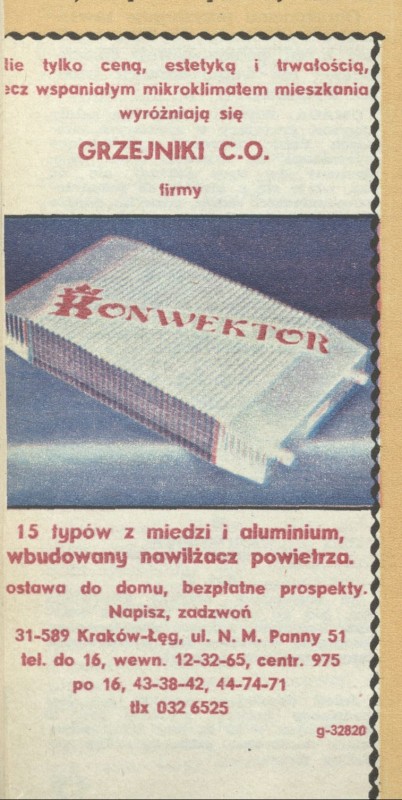 lie tylko ceną, estetyką i trwałością,
ecz wspaniałym mikroklimatem mieszkania
wyróżniają się
GRZEJNIKI C.O.
firmy
KONWEKTOR
15 typów z miedzi i aluminium,
wbudowany nawilżacz powietrza.
ostawa do domu, bezpłatne prospekty.
Napisz, zadzwoń
31-589 Kraków-Łęg, ul. N. M. Panny 51
tel. do 16, wewn. 12-32-65, centr. 975
po 16, 43-38-42, 44-74-71
tlx 032 6525
g-32820